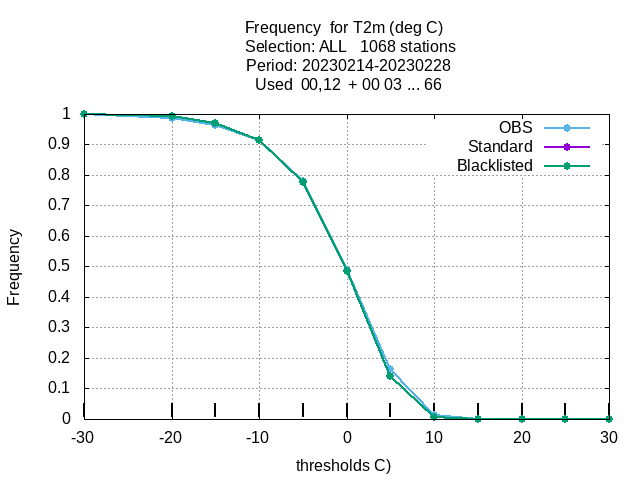 Frequency  for T2m (deg C)
Selection: ALL   1068 stations
Period: 20230214-20230228
Used  00,12  + 00 03 ... 66
OBS
Standard
Blacklisted
Frequency
1
0.9
0.8
0.7
0.6
0.5
0.4
0.3
0.2
0.1
0
-30 -20 -10 0 10 20 30
thresholds C)